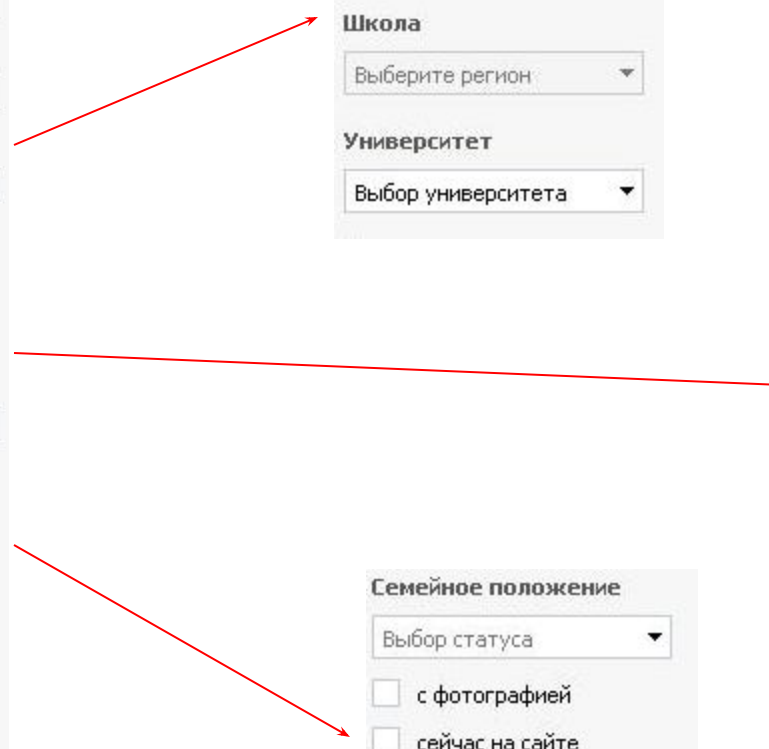 Школа
Выберите регион
Университет
Выбор университета
Семейное положение
Выбор статуса
с фотографией
сейчас на сайте